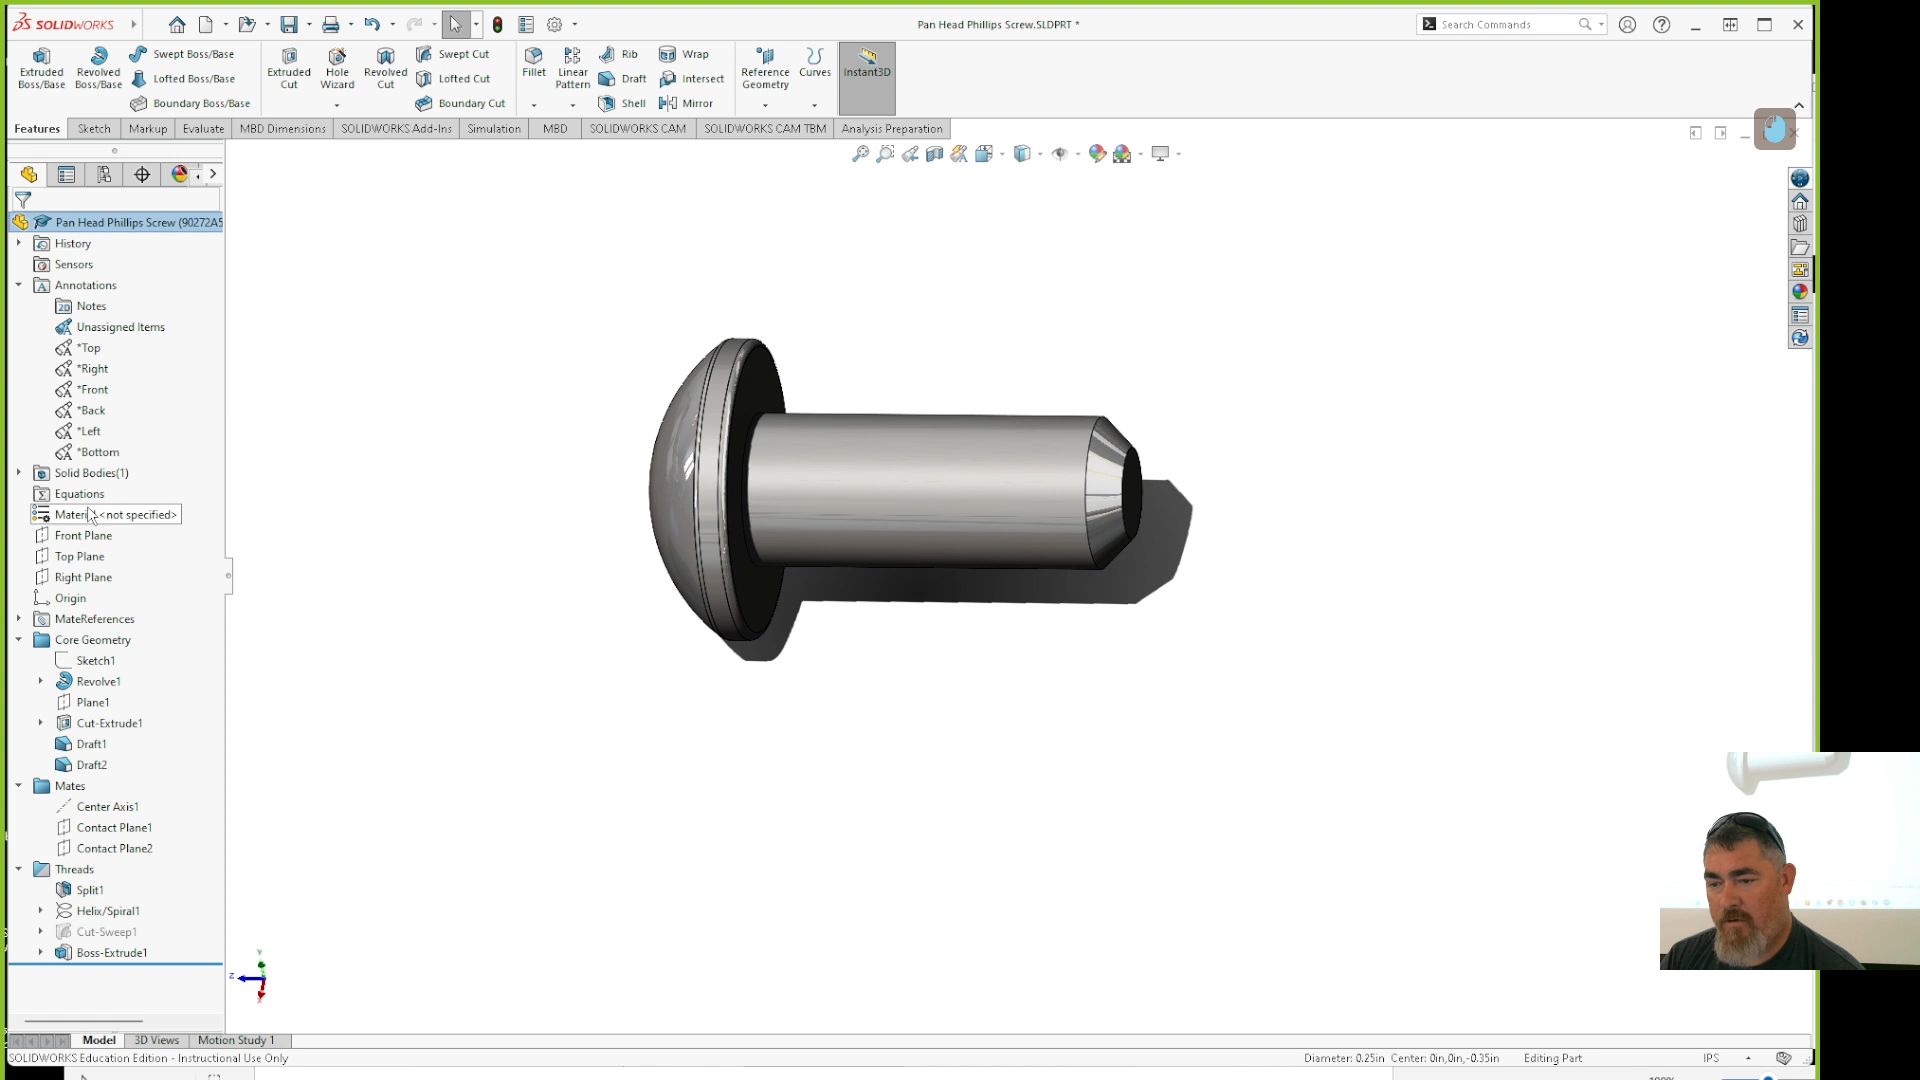 SOLIDWORKS
Pan Head Phillips Screw.SLDPRT *
Search Commands
Extruded Boss/Base
Revolved Boss/Base
Swept Boss/Base
Lofted Boss/Base
Boundary Boss/Base
Extruded Cut
Hole Wizard
Revolved Cut
Swept Cut
Lofted Cut
Boundary Cut
Fillet
Linear Pattern
Rib
Draft
Shell
Wrap
Intersect
Mirror
Reference Geometry
Curves
Instant3D
Features
Sketch
Markup
Evaluate
MBD Dimensions
SOLIDWORKS Add-Ins
Simulation
MBD
SOLIDWORKS CAM
SOLIDWORKS CAM TBM
Analysis Preparation
Pan Head Phillips Screw (90272A5
History
Sensors
Annotations
Notes
Unassigned Items
*Top
*Right
*Front
*Back
*Left
*Bottom
Solid Bodies(1)
Equations
Materi <not specified>
Front Plane
Top Plane
Right Plane
Origin
MateReferences
Core Geometry
Sketch1
Revolve1
Plane1
Cut-Extrude1
Draft1
Draft2
Mates
Center Axis1
Contact Plane1
Contact Plane2
Threads
Split1
Helix/Spiral1
Cut-Sweep1
Boss-Extrude1
Y
Z
X
Model
3D Views
Motion Study 1
SOLIDWORKS Education Edition - Instructional Use Only
Diameter: 0.25in Center: 0in,0in,-0.35in
Editing Part
IPS